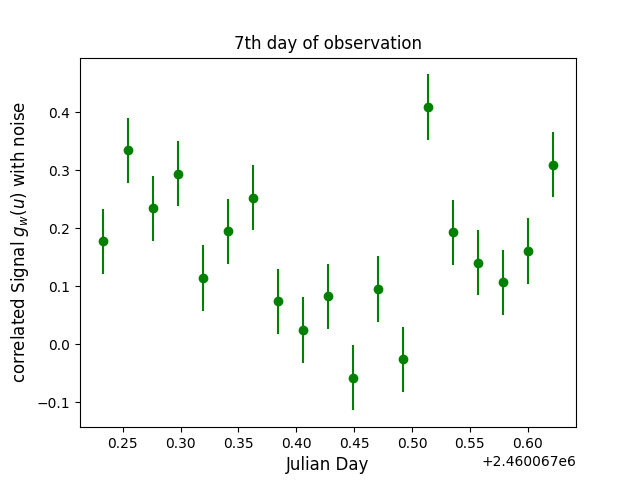 7th day of observation
correlated Signal g_w(u) with noise
0.4
0.3
0.2
0.1
0.0
−0.1
0.25 0.30 0.35 0.40 0.45 0.50 0.55 0.60
Julian Day
+2.460067e6